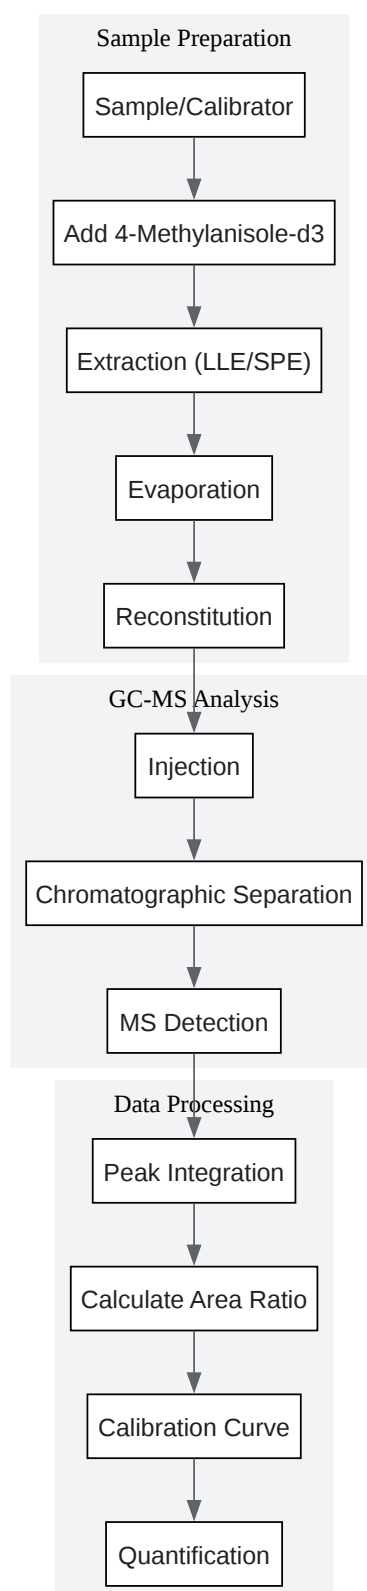 Sample Preparation
Sample/Calibrator
Add 4-Methylanisole-d3
Extraction (LLE/SPE)
Evaporation
Reconstitution
GC-MS Analysis
Injection
Chromatographic Separation
MS Detection
Data Processing
Peak Integration
Calculate Area Ratio
Calibration Curve
Quantification